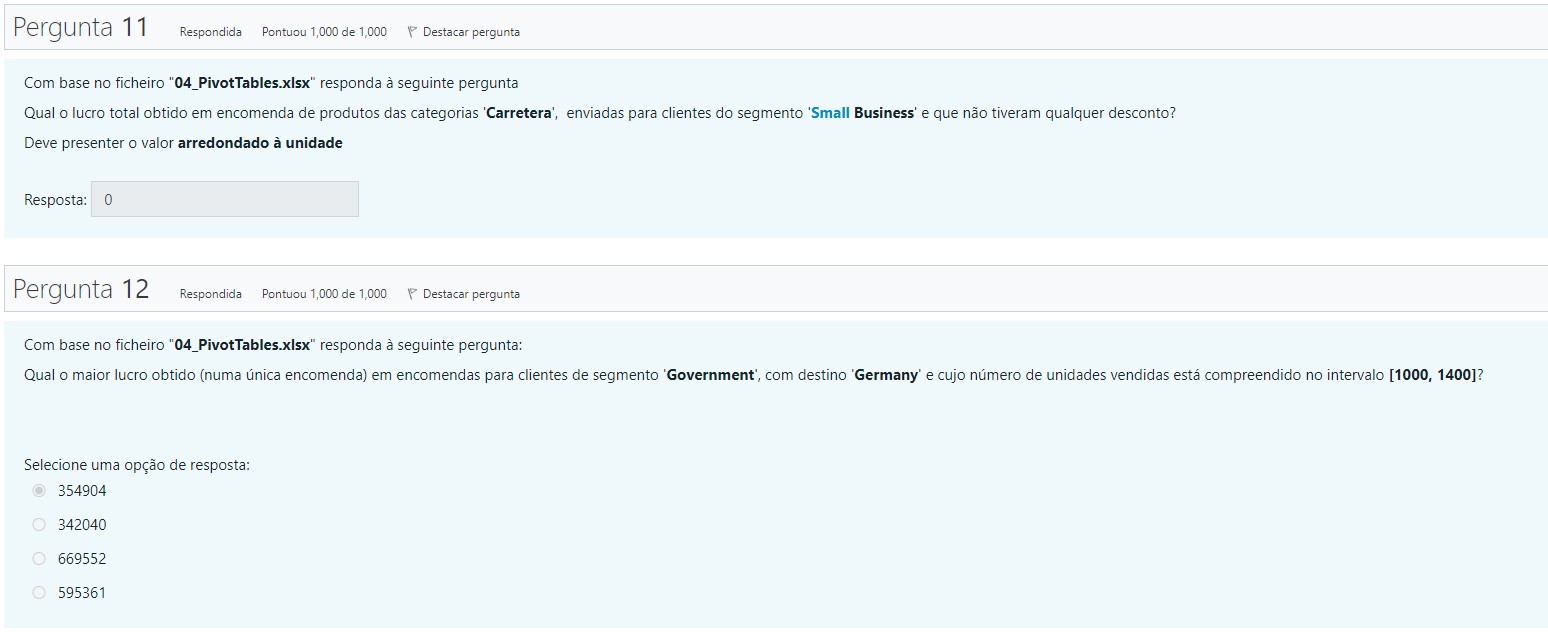 Pergunta 11 Respondida Pontuou 1,000 de 1,000 Destacar pergunta
Com base no ficheiro "04_PivotTables.xlsx" responda à seguinte pergunta
Qual o lucro total obtido em encomenda de produtos das categorias 'Carretera', enviadas para clientes do segmento 'Small Business' e que não tiveram qualquer desconto?
Deve presenter o valor arredondado à unidade
Resposta: 0
Pergunta 12 Respondida Pontuou 1,000 de 1,000 Destacar pergunta
Com base no ficheiro "04_PivotTables.xlsx" responda à seguinte pergunta:
Qual o maior lucro obtido (numa única encomenda) em encomendas para clientes de segmento 'Government', com destino 'Germany' e cujo número de unidades vendidas está compreendido no intervalo [1000, 1400]?
Selecione uma opção de resposta:
354904
342040
669552
595361